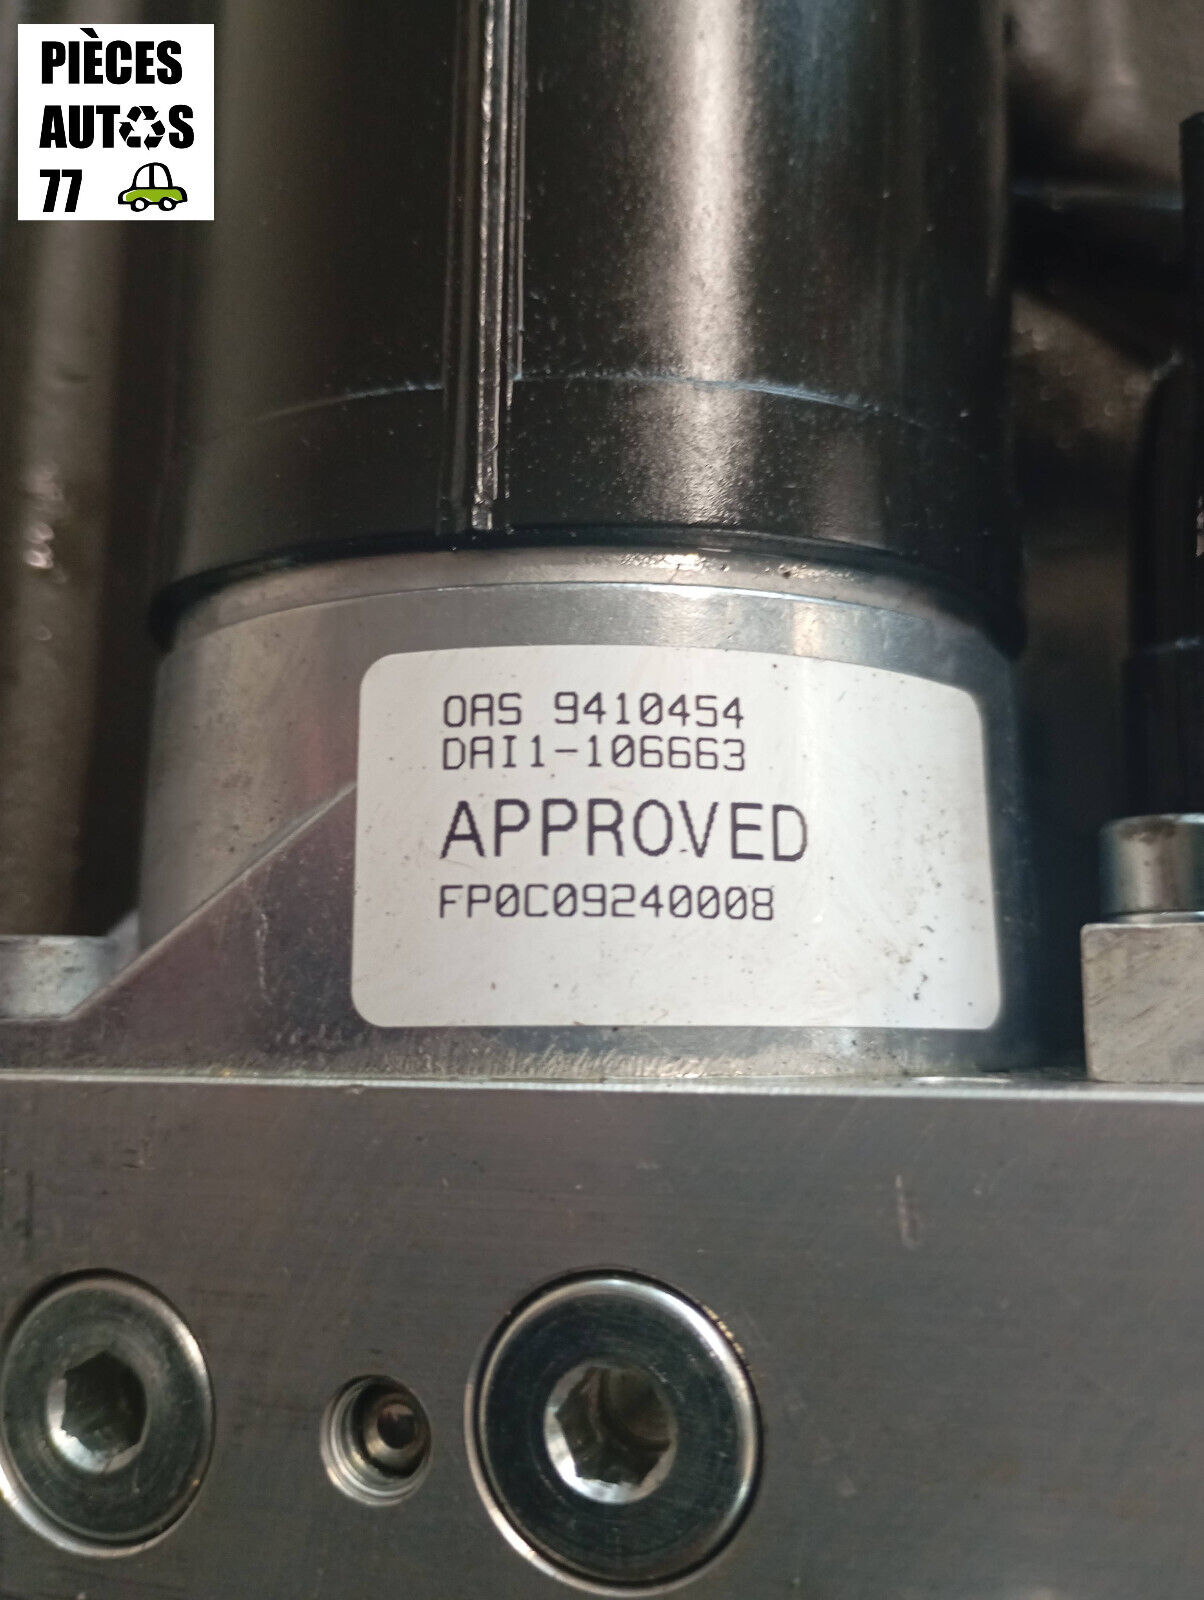 PIÈCES
AUTOS
77
OAS 9410454
DAI1-106663
APPROVED
FP0C09240008